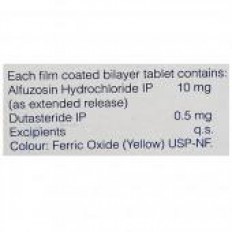 Each film coated bilayer tablet contains:
Alfuzosin Hydrochloride IP 10 mg
(as extended release)
Dutasteride IP 0.5 mg
Excipients q.s.
Colour: Ferric Oxide (Yellow) USP-NF.